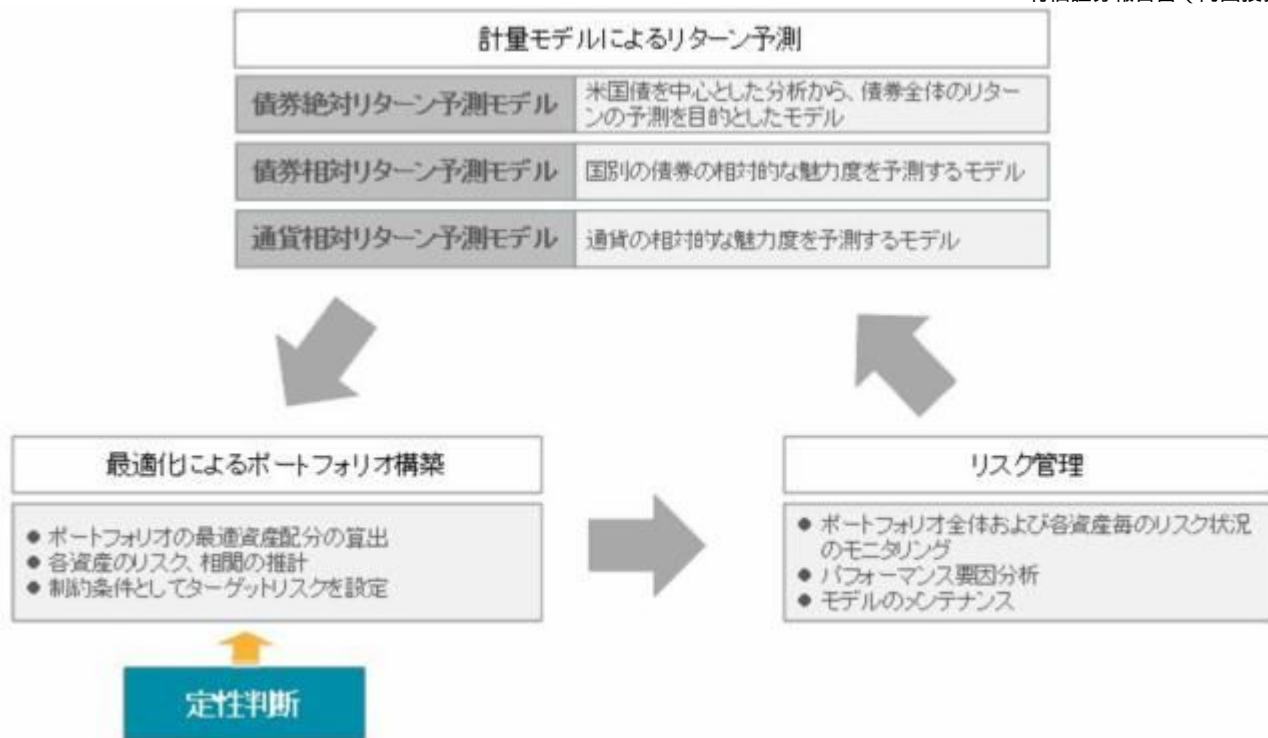 計量モデルによるリターン予測
債券絶対リターン予測モデル
米国債を中心とした分析から、債券全体のリター
ンの予測を目的としたモデル
債券相対リターン予測モデル
国別の債券の相対的な魅力度を予測するモデル
通貨相対リターン予測モデル
通貨の相対的な魅力度を予測するモデル
最適化によるポートフォリオ構築
● ポートフォリオの最適資産配分の算出
● 各資産のリスク、相関の推計
● 制約条件としてターゲットリスクを設定
リスク管理
● ポートフォリオ全体および各資産毎のリスク状況
のモニタリング
● パフォーマンス要因分析
● モデルのメンテナンス
定性判断